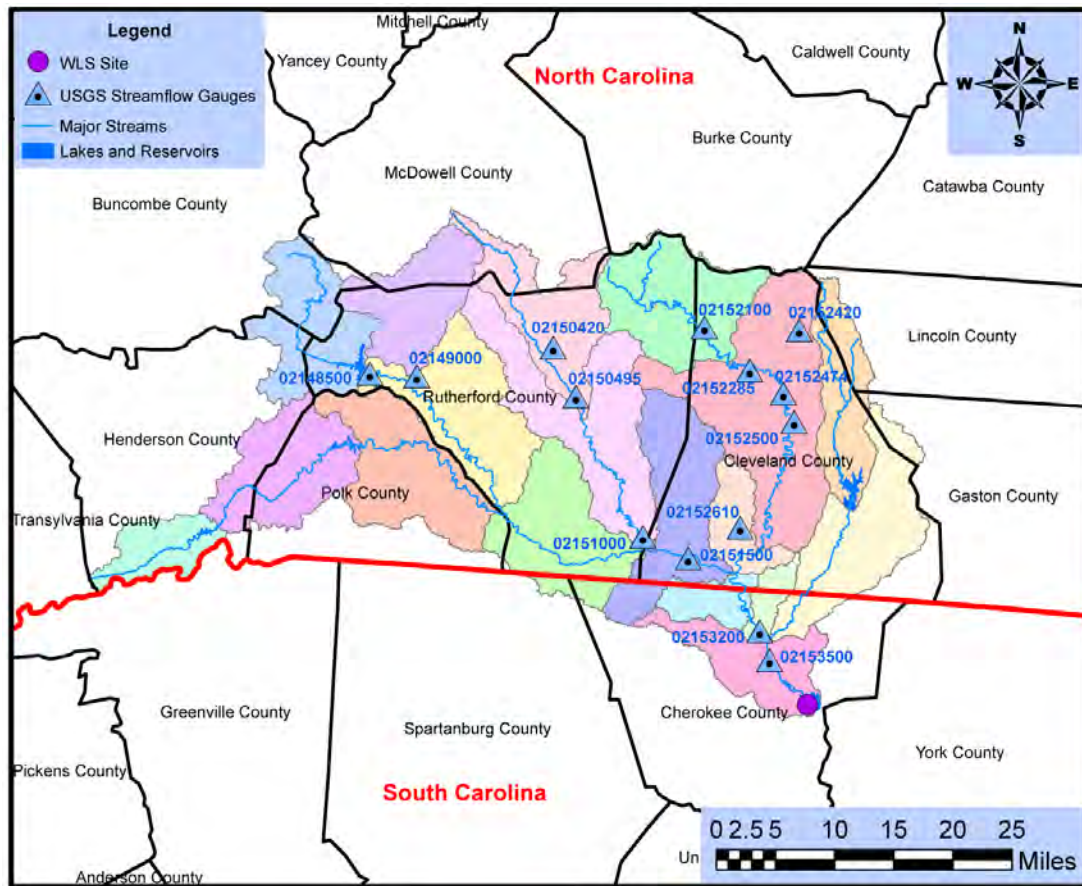 Legend
WLS Site
USGS Streamflow Gauges
Major Streams
Lakes and Reservoirs
Mitchell County
Yancey County
Caldwell County
North Carolina
N
W
E
S
Burke County
McDowell County
Catawba County
Buncombe County
02152100
02152420
02150420
Lincoln County
02149000
02148500
02152474
02152285
Rutherford County
02150495
02152500
Henderson County
Cleveland County
Polk County
Gaston County
Transylvania County
02152610
02151000
02151500
02153200
02153500
Greenville County
Cherokee County
Spartanburg County
York County
Pickens County
South Carolina
0 2.5 5 10 15 20 25
Miles
Un
Anderson County